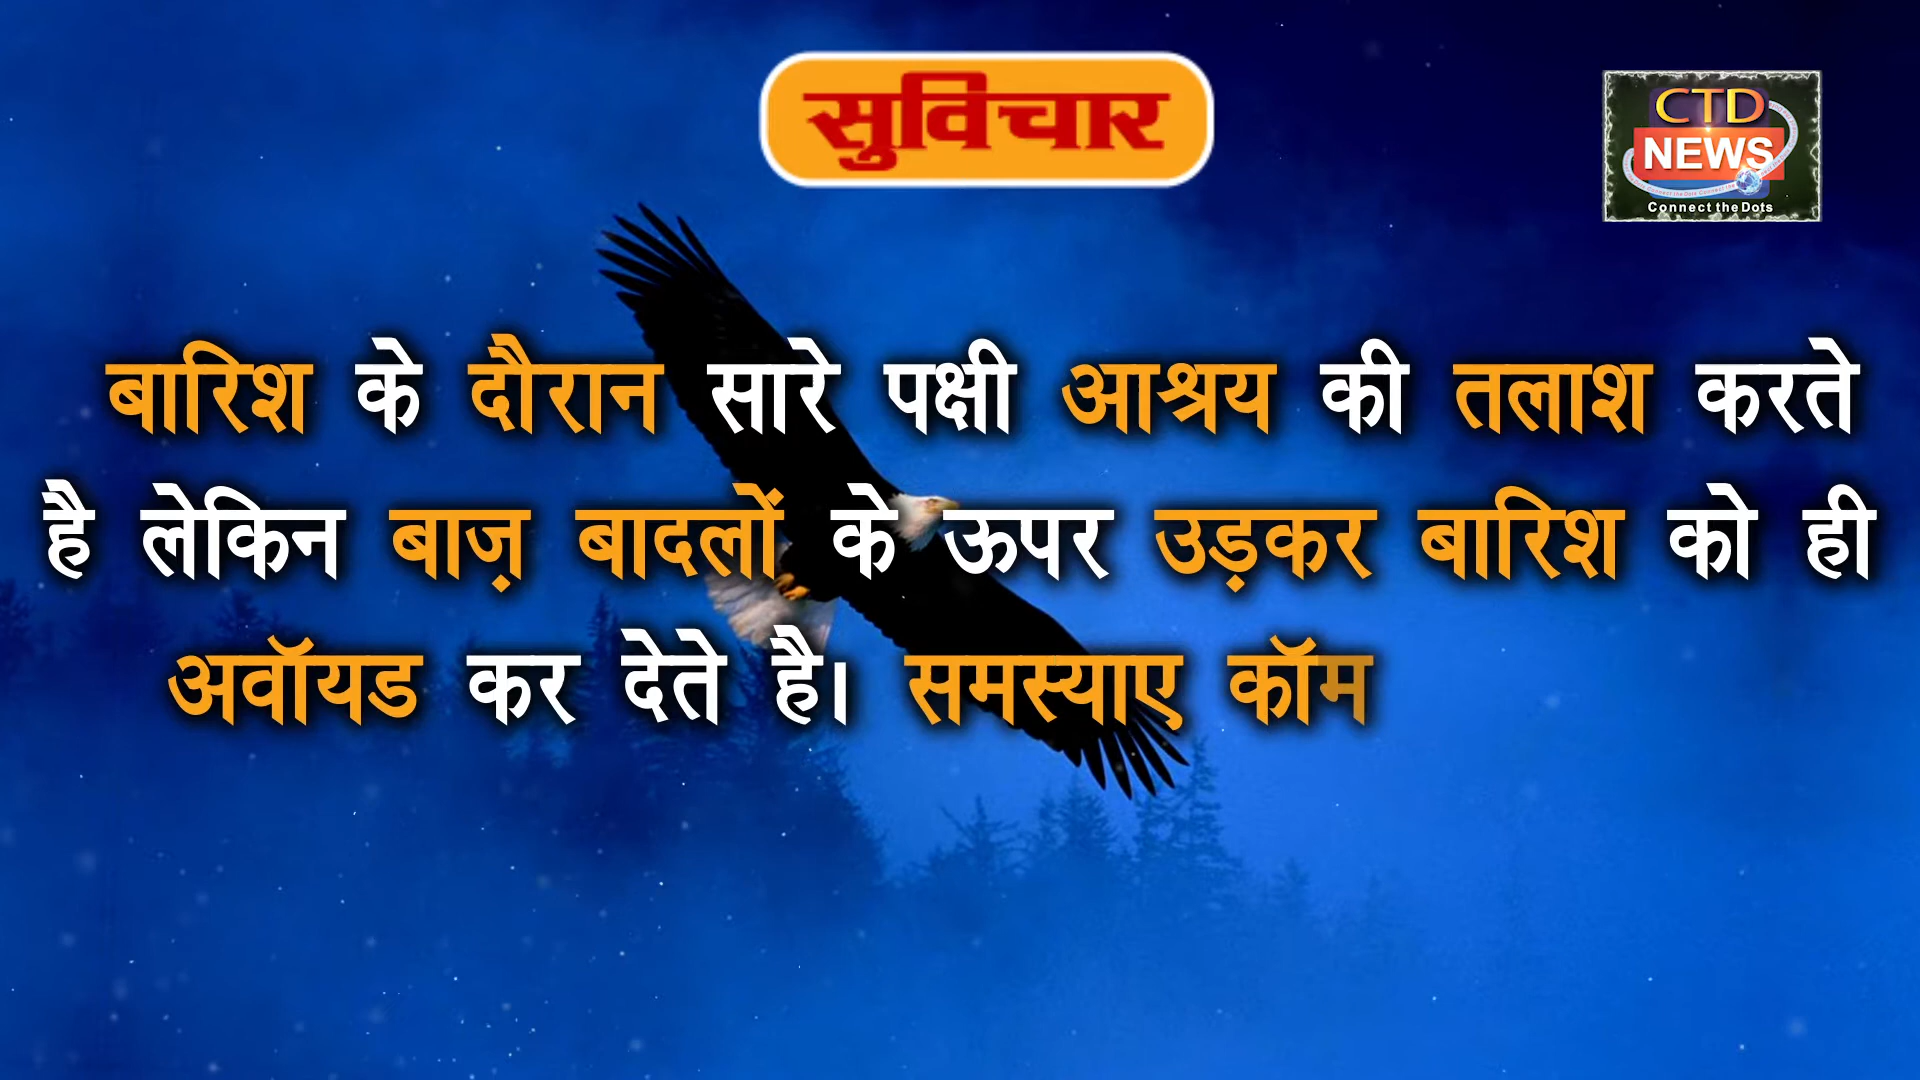 सुविचार
CTD
NEWS
Connect the Dots
बारिश के दौरान सारे पक्षी आश्रय की तलाश करते
है लेकिन बाज़ बादलों के ऊपर उड़कर बारिश को ही
अवॉयड कर देते है। समस्याए कॉम